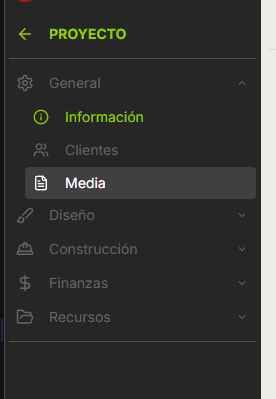 PROYECTO
General
Información
Clientes
Media
Diseño
Construcción
Finanzas
Recursos